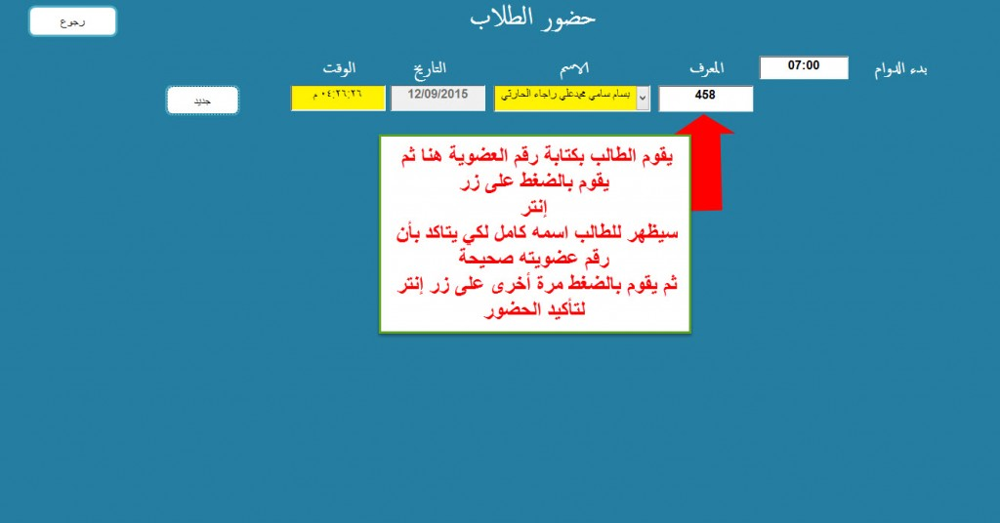 حضور الطلاب
رجوع
بدء الدوام
07:00
المعرف
الاسم
التاريخ
الوقت
458
بسام سامي محمدعلي راجاء الحارثي
12/09/2015
٠٤:٢٦:٢٦ م
جديد
يقوم الطالب بكتابة رقم العضوية هنا ثم
يقوم بالضغط على زر
إنتر
سيظهر للطالب اسمه كامل لكي يتاكد بأن
رقم عضويته صحيحة
ثم يقوم بالضغط مرة أخرى على زر إنتر
لتأكيد الحضور